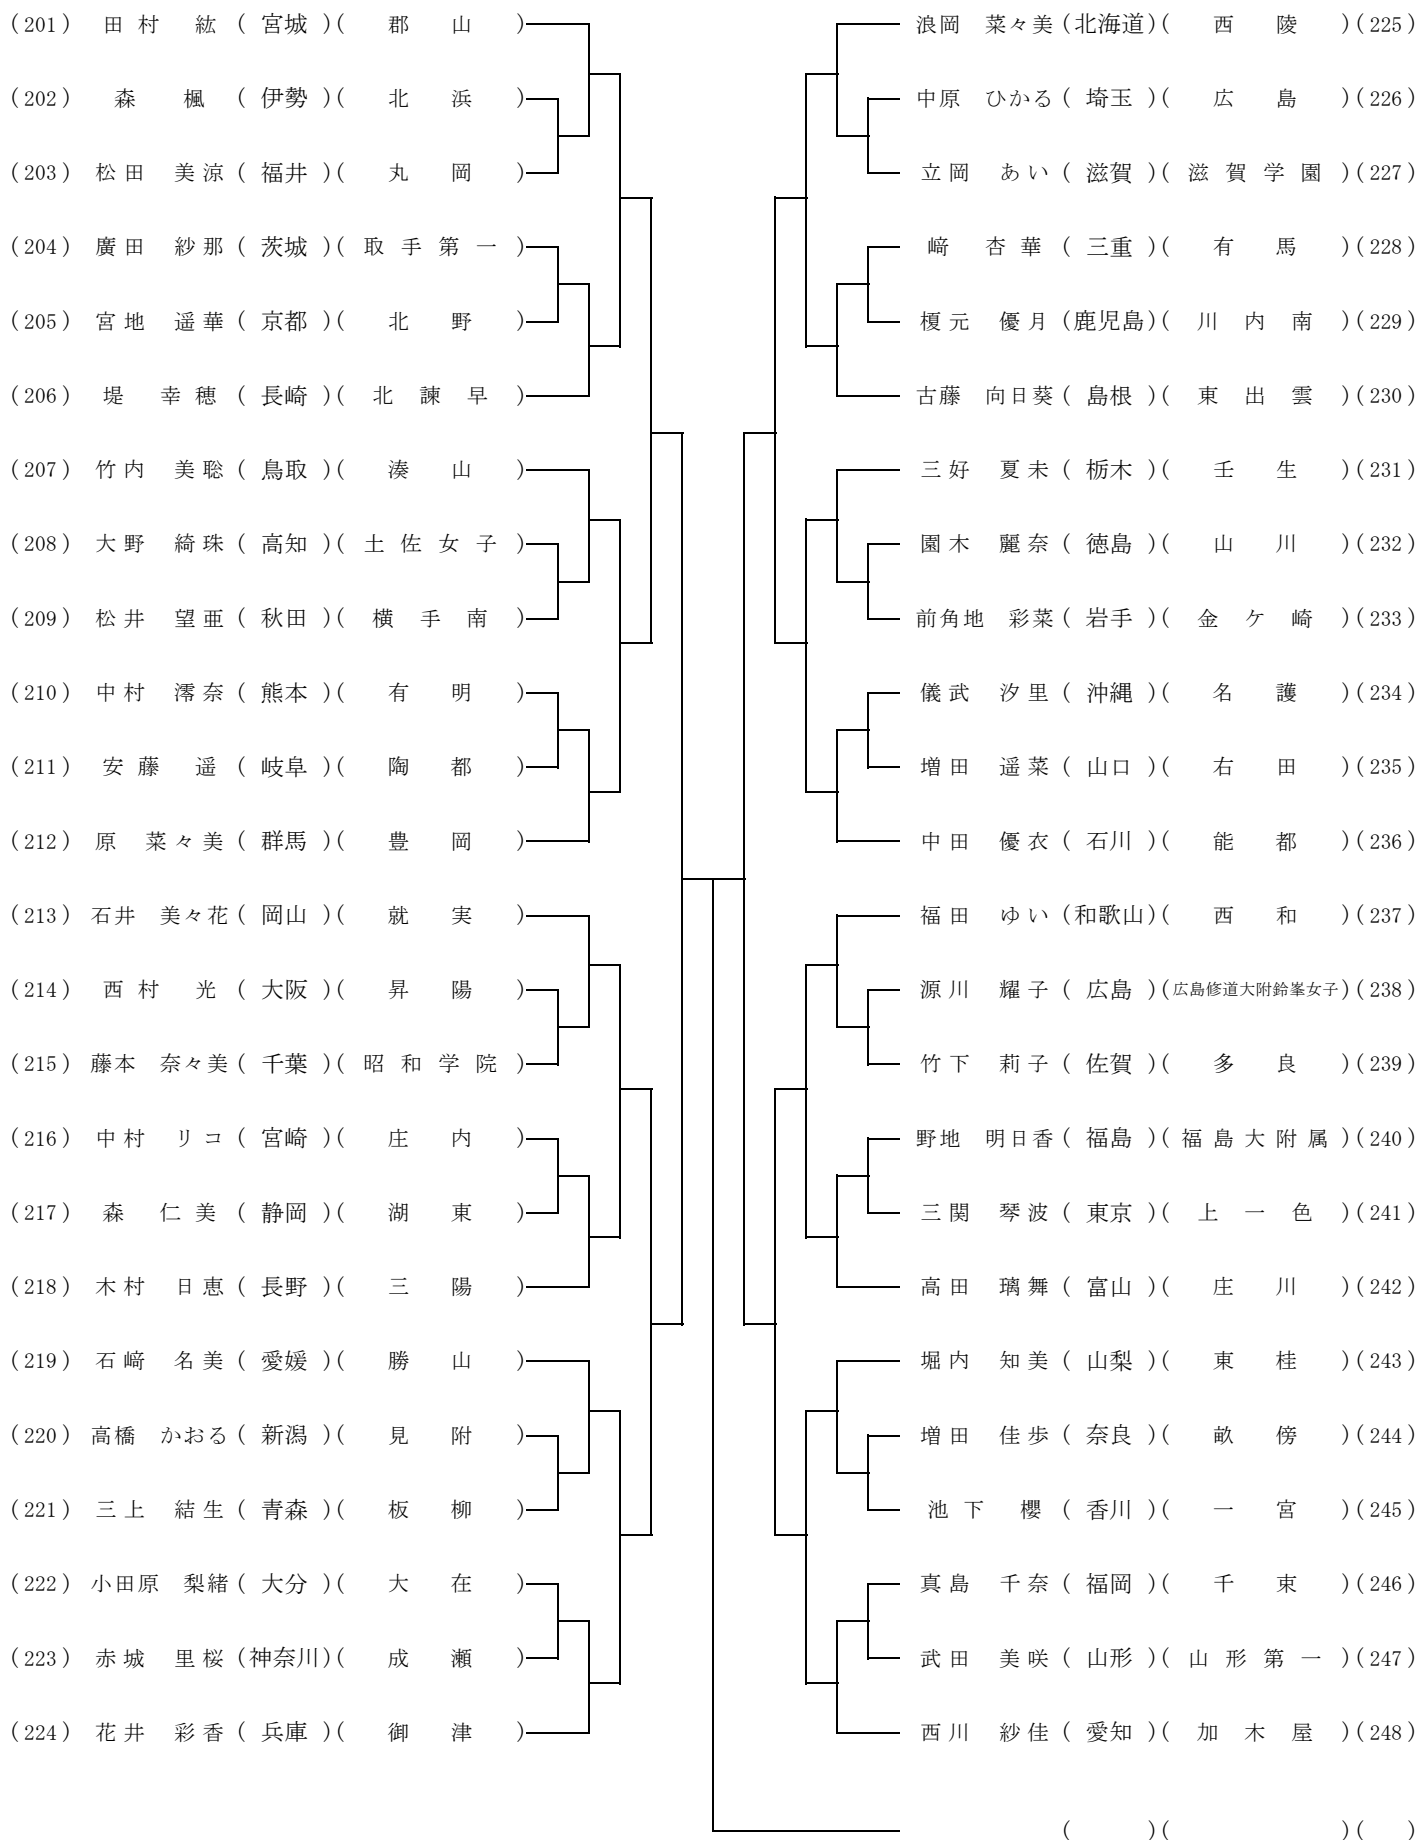 (201) 田村 紘 (宮城)(郡山)
(202) 森 楓 (伊勢)(北浜)
(203) 松田 美涼 (福井)(丸岡)
(204) 廣田 紗那 (茨城)(取手第一)
(205) 宮地 遥華 (京都)(北野)
(206) 堤 幸穂 (長崎)(北諫早)
(207) 竹内 美聡 (鳥取)(湊山)
(208) 大野 綺珠 (高知)(土佐女子)
(209) 松井 望亜 (秋田)(横手南)
(210) 中村 澪奈 (熊本)(有明)
(211) 安藤 遥 (岐阜)(陶都)
(212) 原 菜々美 (群馬)(豊岡)
(213) 石井 美々花 (岡山)(就実)
(214) 西村 光 (大阪)(昇陽)
(215) 藤本 奈々美 (千葉)(昭和学院)
(216) 中村 リコ (宮崎)(庄内)
(217) 森 仁美 (静岡)(湖東)
(218) 木村 日恵 (長野)(三陽)
(219) 石﨑 名美 (愛媛)(勝山)
(220) 高橋 かおる (新潟)(見附)
(221) 三上 結生 (青森)(板柳)
(222) 小田原 梨緒 (大分)(大在)
(223) 赤城 里桜 (神奈川)(成瀬)
(224) 花井 彩香 (兵庫)(御津)
浪岡 菜々美 (北海道)(西陵)(225)
中原 ひかる (埼玉)(広島)(226)
立岡 あい (滋賀)(滋賀学園)(227)
﨑 杏華 (三重)(有馬)(228)
榎元 優月 (鹿児島)(川内南)(229)
古藤 向日葵 (島根)(東出雲)(230)
三好 夏未 (栃木)(壬生)(231)
園木 麗奈 (徳島)(山川)(232)
前角地 彩菜 (岩手)(金ケ崎)(233)
儀武 汐里 (沖縄)(名護)(234)
増田 遥菜 (山口)(右田)(235)
中田 優衣 (石川)(能都)(236)
福田 ゆい (和歌山)(西和)(237)
源川 耀子 (広島)(広島修道大附鈴峯女子)(238)
竹下 莉子 (佐賀)(多良)(239)
野地 明日香 (福島)(福島大附属)(240)
三関 琴波 (東京)(上一色)(241)
高田 璃舞 (富山)(庄川)(242)
堀内 知美 (山梨)(東桂)(243)
増田 佳歩 (奈良)(畝傍)(244)
池下 櫻 (香川)(一宮)(245)
真島 千奈 (福岡)(千束)(246)
武田 美咲 (山形)(山形第一)(247)
西川 紗佳 (愛知)(加木屋)(248)
( )( )( )